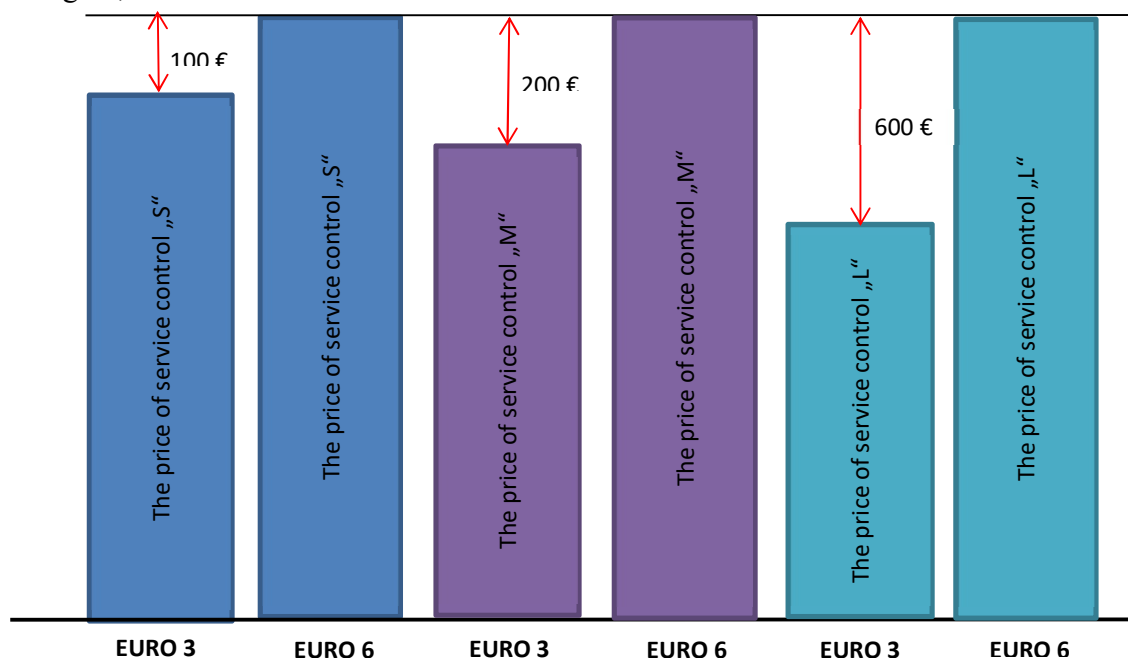 100 €
200 €
600 €
The price of service control „S“
The price of service control „S“
The price of service control „M“
The price of service control „M“
The price of service control „L“
The price of service control „L“
EURO 3
EURO 6
EURO 3
EURO 6
EURO 3
EURO 6